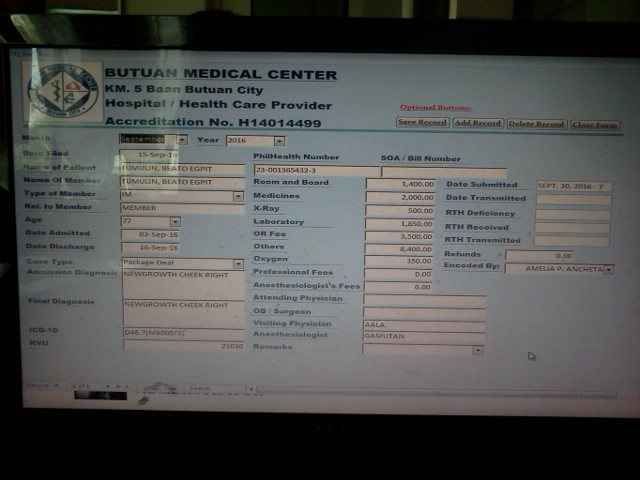 BUTUAN MEDICAL CENTER
KM. 5 Baan Butuan City
Hospital / Health Care Provider
Accreditation No. H14014499
Optional Buttons:
Save Record Add Record Delete Record Close Form
Month September Year 2016
Date Filed 15-Sep-1 PhilHealth Number SOA / Bill Number
Name of Patient TUMULIN, BEATO EGPIT 23-001365432-3
Name Of Member TUMULIN, BEATO EGPIT Room and Board 1,400.00 Date Submitted SEPT. 30, 2016 - 7
Type of Member IM Medicines 2,000.00 Date Transmitted
Rel. to Member MEMBER X-Ray 500.00 RTH Deficiency
Age 77 Laboratory 1,850.00 RTH Received
Date Admitted 02-Sep-16 OR Fee 3,500.00 RTH Transmitted
Date Discharge 16-Sep-16 Others 8,400.00 Refunds 0.00
Case Type Package Deal Oxygen 350.00 Encoded By: AMELIA P. ANCHETA
Admission Diagnosis NEWGROWTH CHEEK RIGHT Professional Fees 0.00
Anesthesiologist's Fees 0.00
Attending Physician
Final Diagnosis NEWGROWTH CHEEK RIGHT OB / Surgeon
Visiting Physician AALA
ICD-10 D48.7(M8000/3) Anesthesiologist GAMUTAN
RVU 21030 Remarks
1 of 1 Search